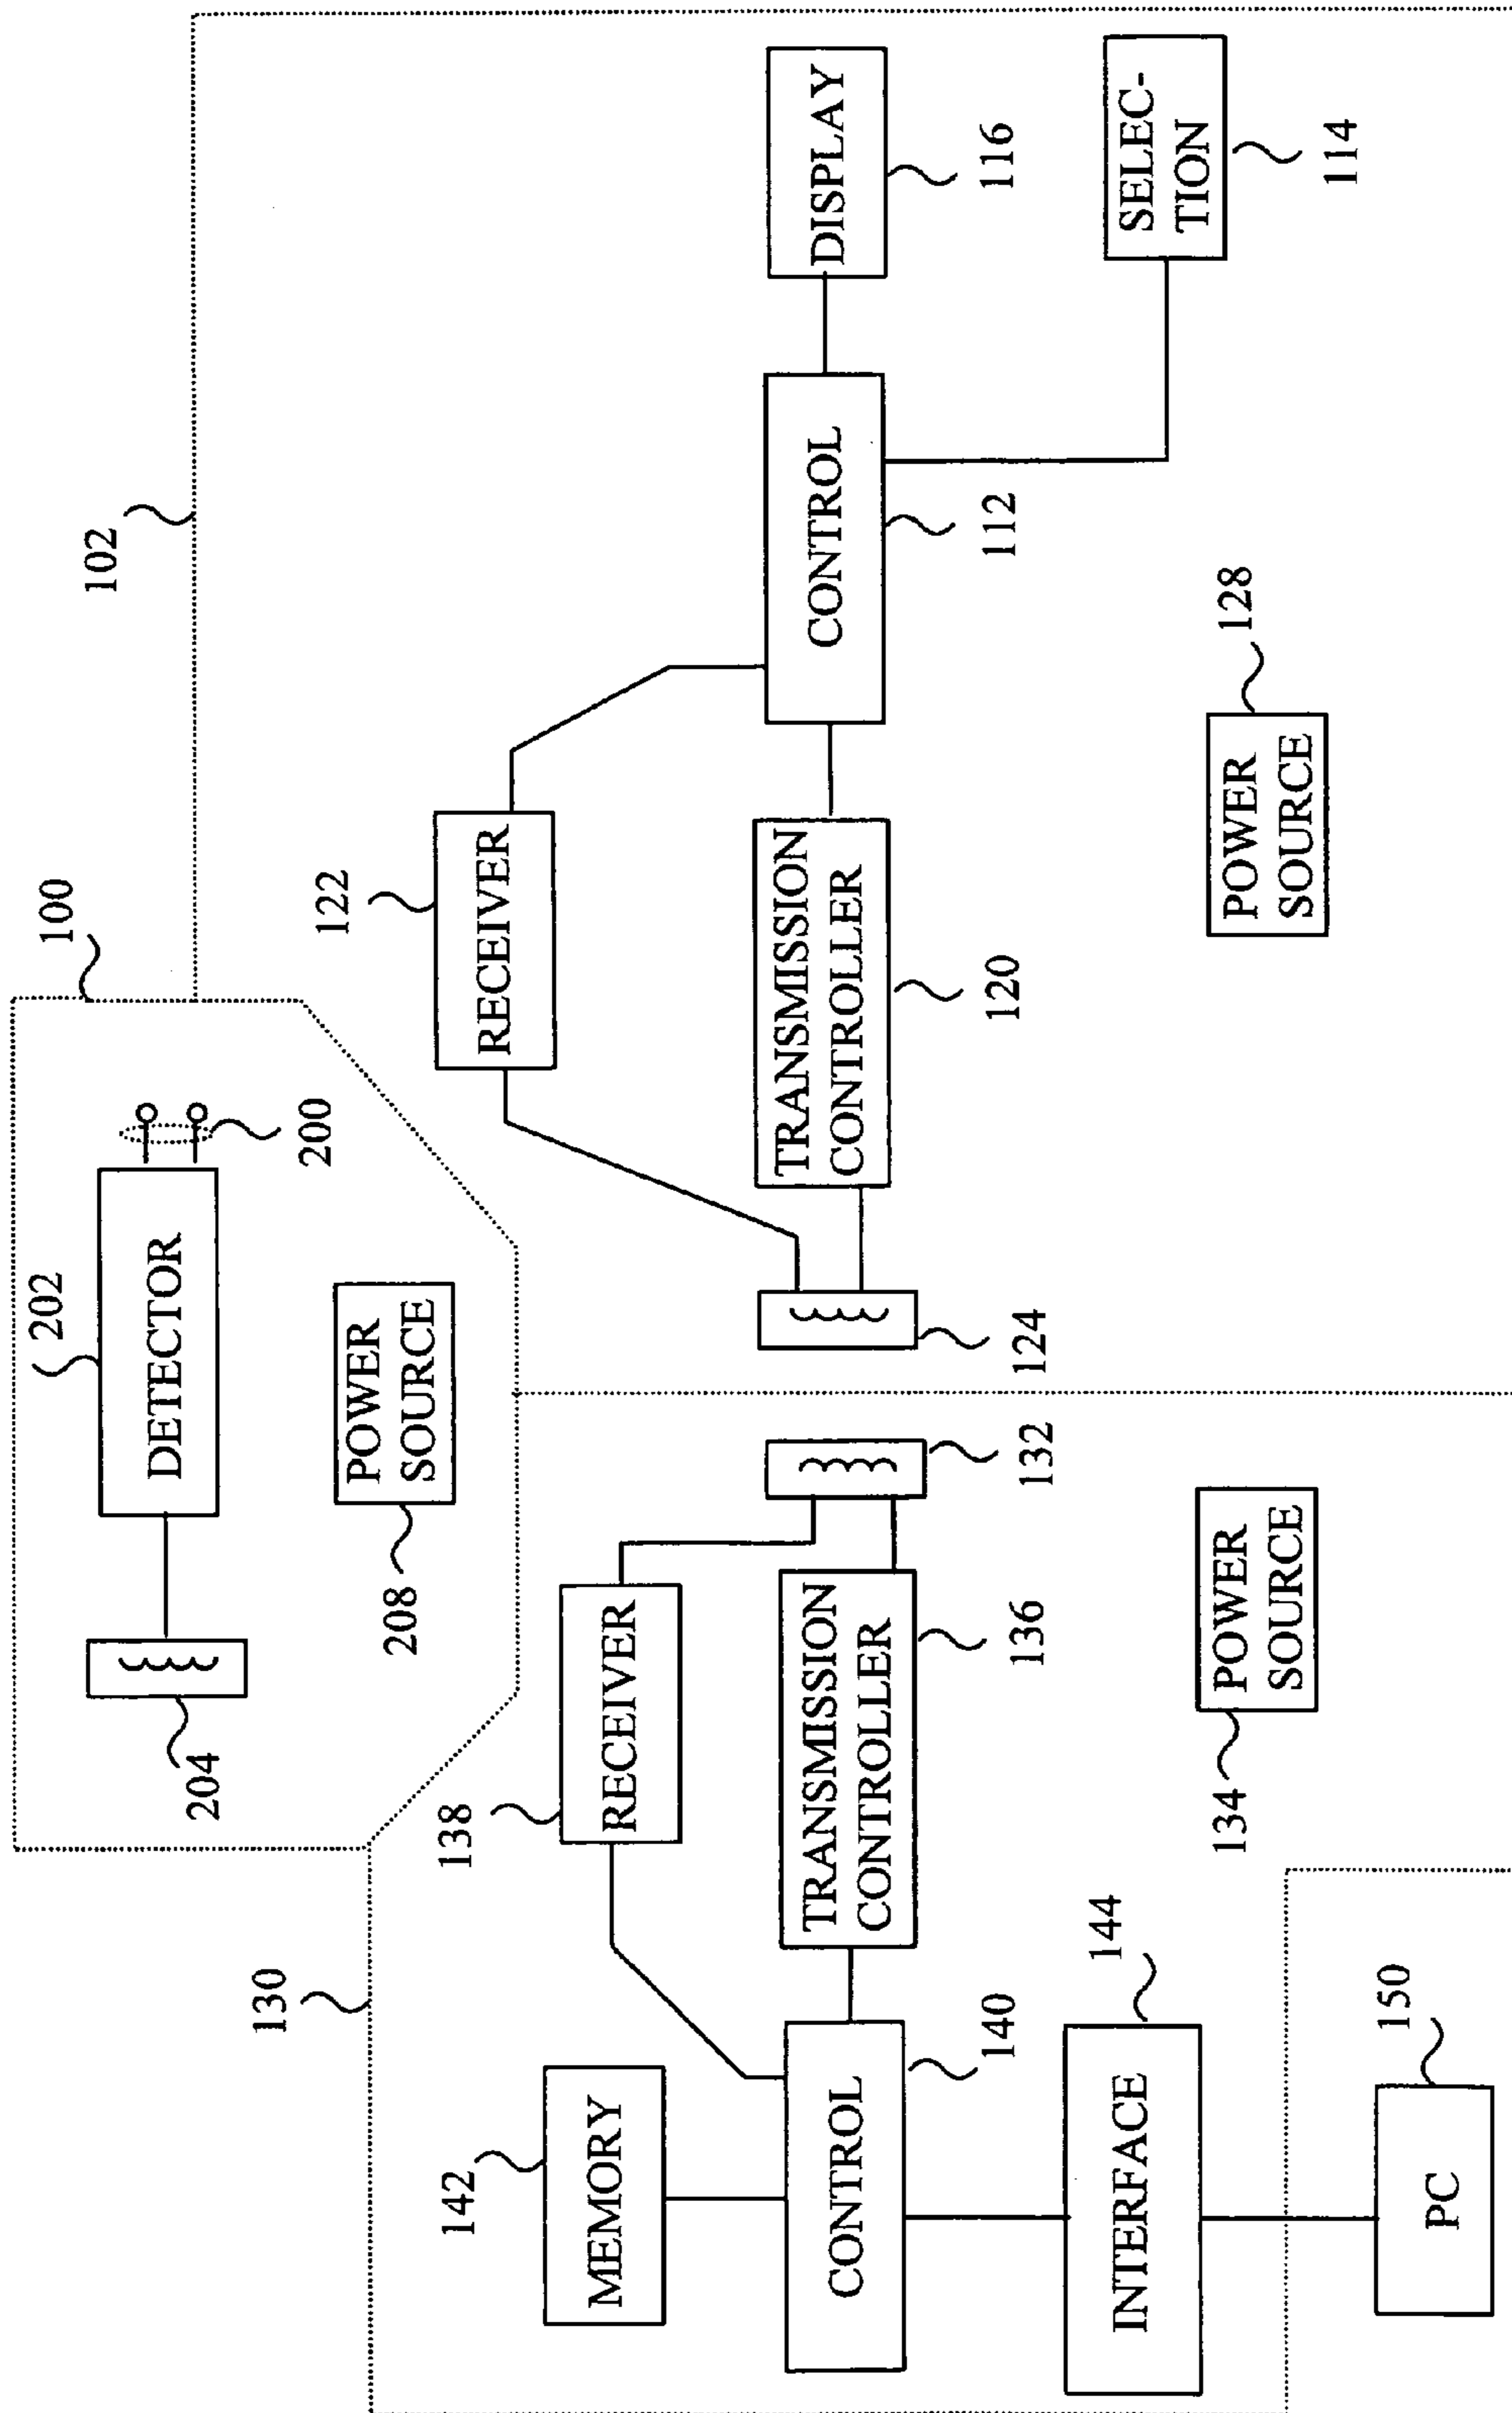 100
102
202
DETECTOR
200
204
POWER
SOURCE
208
130
122
RECEIVER
DISPLAY
116
CONTROL
112
SELEC-
TION
114
TRANSMISSION
CONTROLLER
120
124
POWER
SOURCE
128
142
MEMORY
138
RECEIVER
132
TRANSMISSION
CONTROLLER
136
CONTROL
140
POWER
SOURCE
134
INTERFACE
144
PC
150